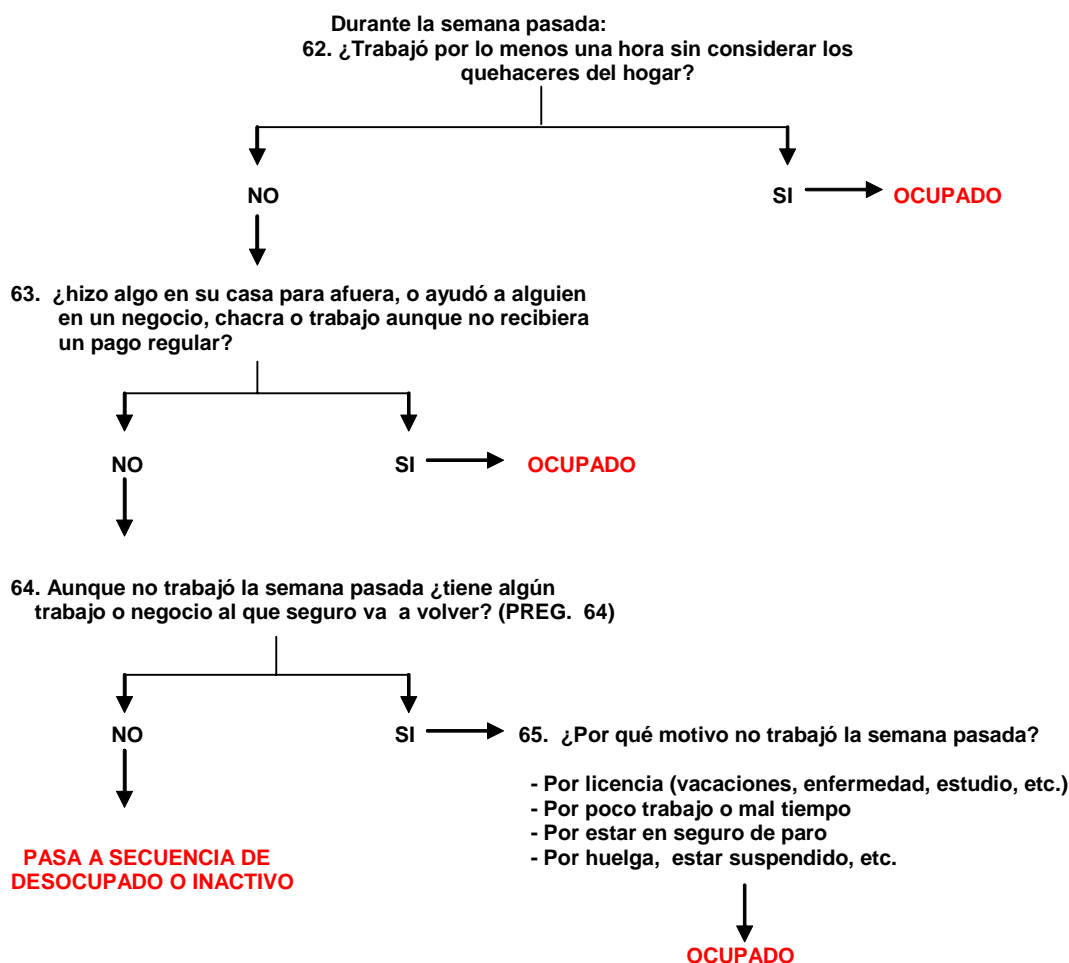 Durante la semana pasada:
62. ¿Trabajó por lo menos una hora sin considerar los
quehaceres del hogar?
NO
SI
OCUPADO
63. ¿hizo algo en su casa para afuera, o ayudó a alguien
en un negocio, chacra o trabajo aunque no recibiera
un pago regular?
NO
SI
OCUPADO
64. Aunque no trabajó la semana pasada ¿tiene algún
trabajo o negocio al que seguro va a volver? (PREG. 64)
NO
SI
65. ¿Por qué motivo no trabajó la semana pasada?
- Por licencia (vacaciones, enfermedad, estudio, etc.)
- Por poco trabajo o mal tiempo
- Por estar en seguro de paro
- Por huelga, estar suspendido, etc.
PASA A SECUENCIA DE
DESOCUPADO O INACTIVO
OCUPADO